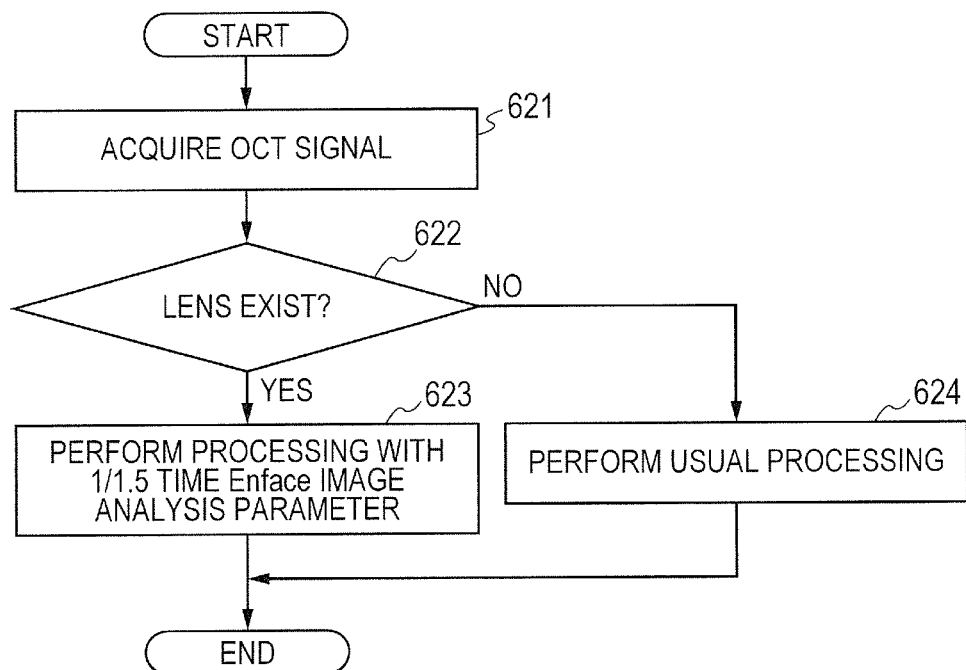 START
621
ACQUIRE OCT SIGNAL
622
LENS EXIST?
NO
YES
623
PERFORM PROCESSING WITH
1/1.5 TIME Enface IMAGE
ANALYSIS PARAMETER
624
PERFORM USUAL PROCESSING
END